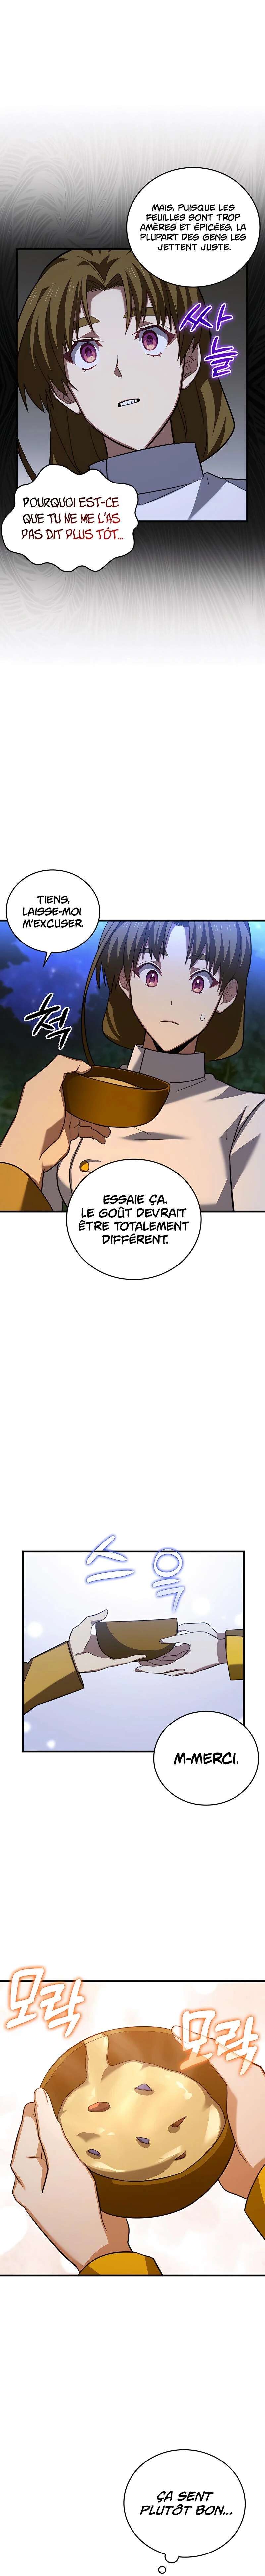 MAIS, PUISQUE LES
FEUILLES SONT TROP
AMÈRES ET ÉPICÉES, LA
PLUPART DES GENS LES
JETTENT JUSTE.
싸
늘
POURQUOI EST-CE
QUE TU NE ME L'AS
PAS DIT PLUS TÔT...
TIENS,
LAISSE-MOI
M'EXCUSER.
척
ESSAIE ÇA.
LE GOÛT DEVRAIT
ÊTRE TOTALEMENT
DIFFÉRENT.
스윽
M-MERCI.
모락
모락
ÇA SENT
PLUTÔT BON...